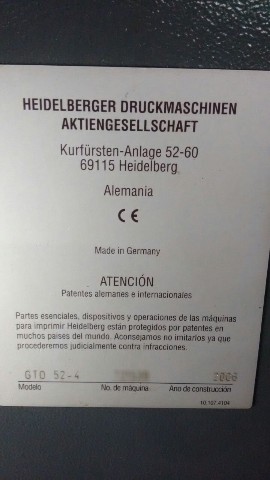 HEIDELBERGER DRUCKMASCHINEN
AKTIENGESELLSCHAFT
Kurfürsten-Anlage 52-60
69115 Heidelberg
Alemania
CE
Made in Germany
ATENCIÓN
Patentes alemanes e internacionales
Partes esenciales, dispositivos y operaciones de las máquinas
para imprimir Heidelberg están protegidos por patentes en
muchos países del mundo. Aconsejamos no imitarlos ya que
procederemos judicialmente contra infracciones.
GTO 52-4 2006
Modelo No. de máquina Ano de construcción